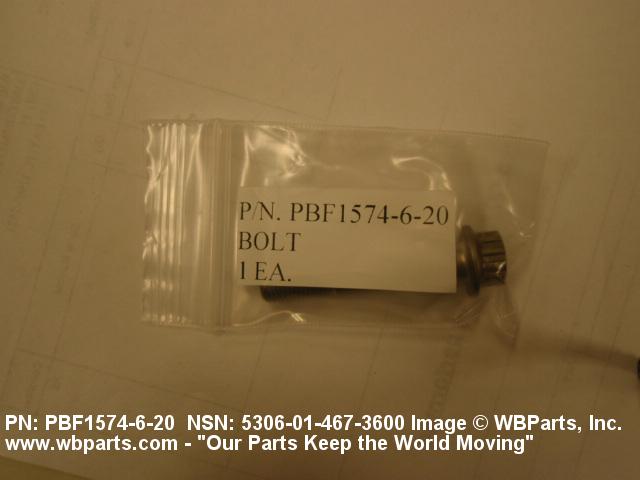 P/N. PBF1574-6-20
BOLT
1 EA.
PN: PBF1574-6-20 NSN: 5306-01-467-3600 Image © WBParts, Inc.
www.wbparts.com - "Our Parts Keep the World Moving"